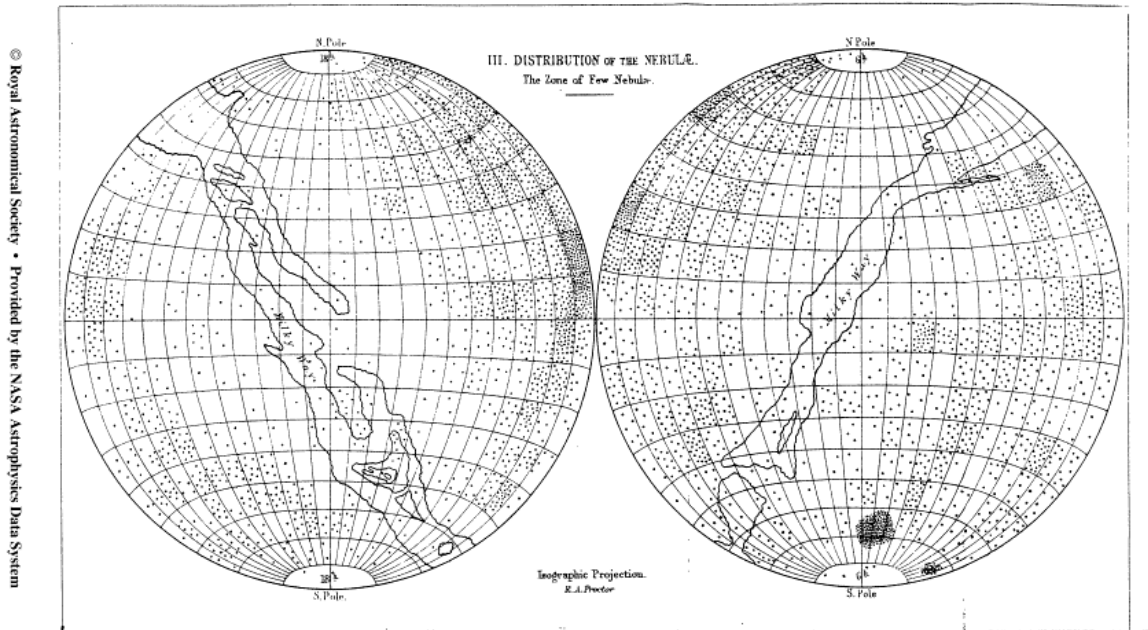 © Royal Astronomical Society • Provided by the NASA Astrophysics Data System
III. DISTRIBUTION OF THE NEBULÆ.
The Zone of Few Nebulæ.
N. Pole
18h
Milky Way
18h
S. Pole.
N. Pole
6h
Milky Way
6h
S. Pole
Isographic Projection.
R.A. Proctor